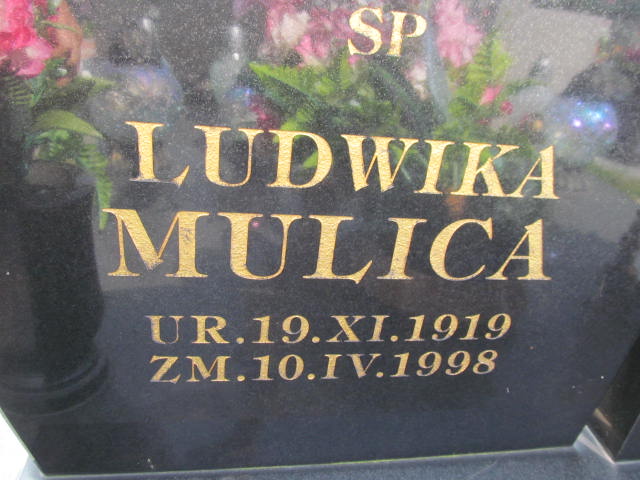 SP
LUDWIKA
MULICA
UR.19.XI.1919
ZM.10.IV.1998